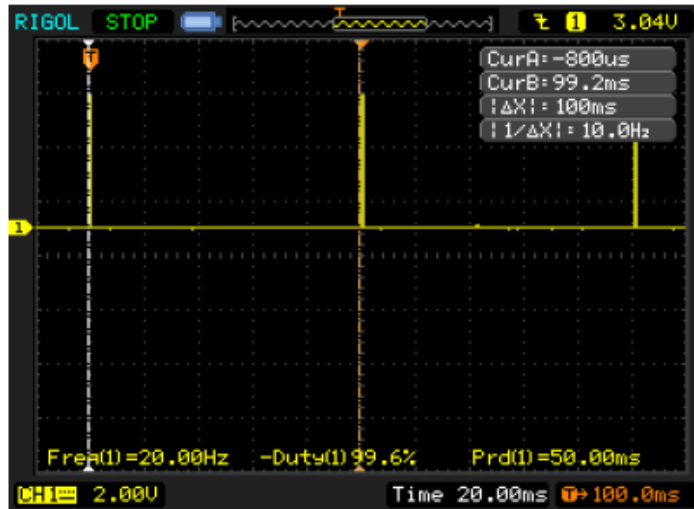 RIGOL STOP T 1 3.04V
T
CurA:-800us
CurB:99.2ms
|ΔX|:100ms
|1/ΔX|:10.0Hz
1
Freq(1)=20.00Hz -Duty(1)99.6% Prd(1)=50.00ms
CH1 2.00V Time 20.00ms T→100.0ms